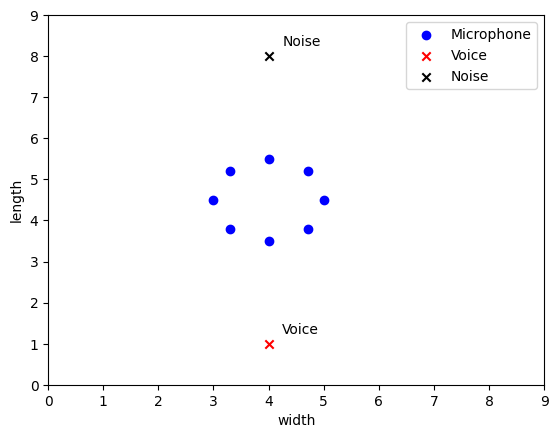 9
8
7
6
5
4
3
2
1
0
length
Noise
Microphone
Voice
Noise
Voice
0 1 2 3 4 5 6 7 8 9
width